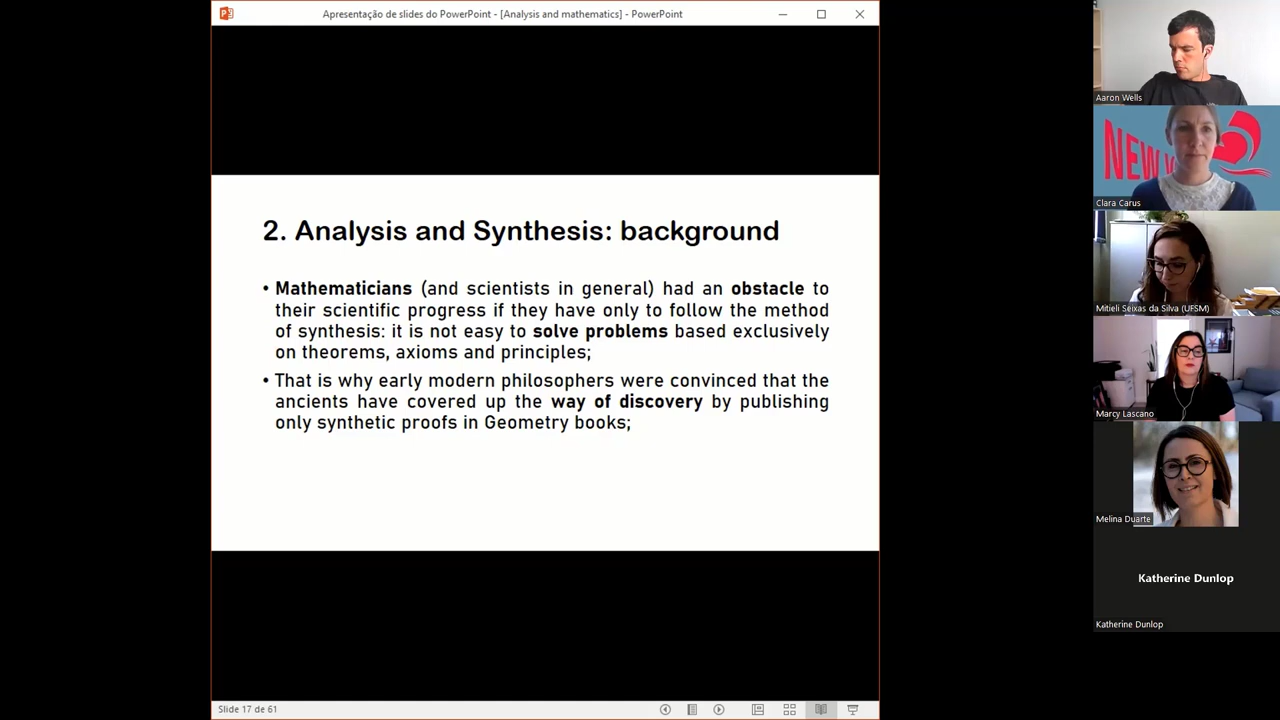 Apresentação de slides do PowerPoint - [Analysis and mathematics] - PowerPoint
2. Analysis and Synthesis: background
• Mathematicians (and scientists in general) had an obstacle to
their scientific progress if they have only to follow the method
of synthesis: it is not easy to solve problems based exclusively
on theorems, axioms and principles;
• That is why early modern philosophers were convinced that the
ancients have covered up the way of discovery by publishing
only synthetic proofs in Geometry books;
Slide 17 de 61
Aaron Wells
NEW
Clara Carus
Mitieli Seixas da Silva (UFSM)
Marcy Lascano
Melina Duarte
Katherine Dunlop
Katherine Dunlop